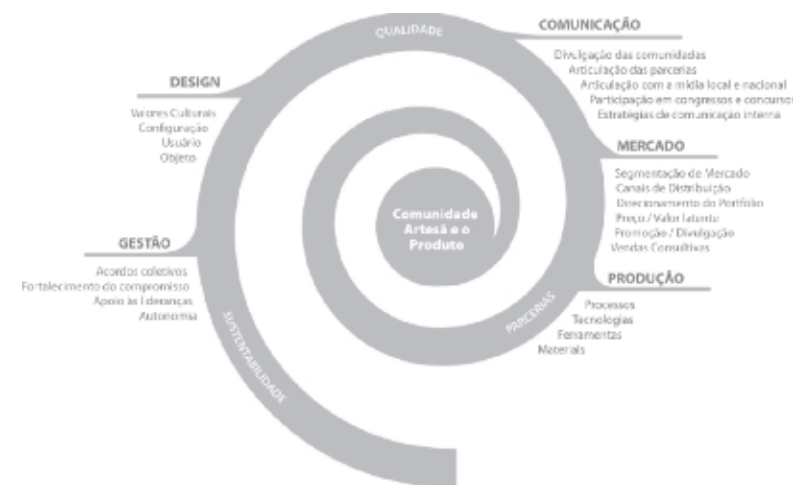 QUALIDADE
COMUNICAÇÃO
Divulgação das comunidadas
Articulação das parcerias
Articulação com a mídia local e nacional
Participação em congressos e concursos
Estratégias de comunicação interna
DESIGN
Valores Culturais
Configuração
Usuário
Objeto
MERCADO
Segmentação de Mercado
Canais de Distribuição
Direcionamento do Portfólio
Preço / Valor latente
Promoção / Divulgação
Vendas Consultivas
Comunidade
Artesã e o
Produto
GESTÃO
Acordos coletivos
Fortalecimento do compromisso
Apoio às lideranças
Autonomia
PRODUÇÃO
Processos
Tecnologias
Ferramentas
Materiais
PARCERIAS
SUSTENTABILIDADE